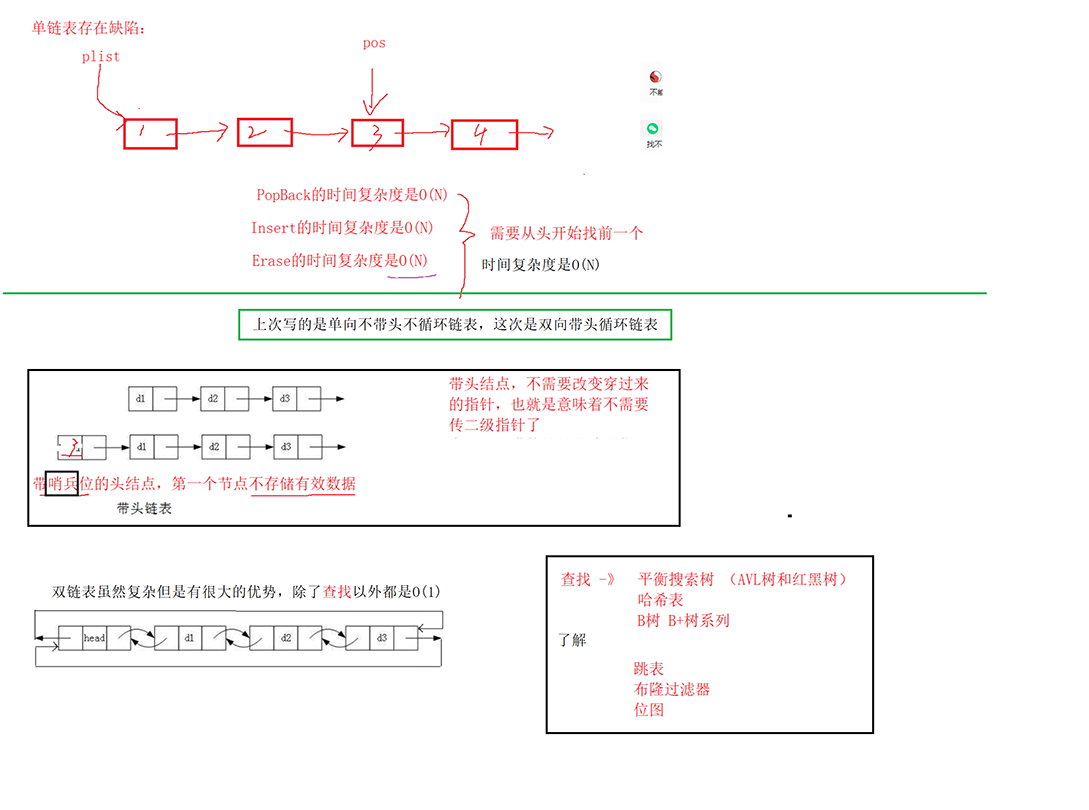 单链表存在缺陷:
plist
pos
1
2
3
4
找不
PopBack的时间复杂度是O(N)
Insert的时间复杂度是O(N)
Erase的时间复杂度是O(N)
需要从头开始找前一个
时间复杂度是O(N)
上次写的是单向不带头不循环链表，这次是双向带头循环链表
d1
d2
d3
d1
d2
d3
带头结点，不需要改变穿过来
的指针，也就是意味着不需要
传二级指针了
带哨兵位的头结点，第一个节点不存储有效数据
带头链表
双链表虽然复杂但是有很大的优势，除了查找以外都是O(1)
head
d1
d2
d3
查找 -》 平衡搜索树 （AVL树和红黑树）
哈希表
B树 B+树系列
了解
跳表
布隆过滤器
位图